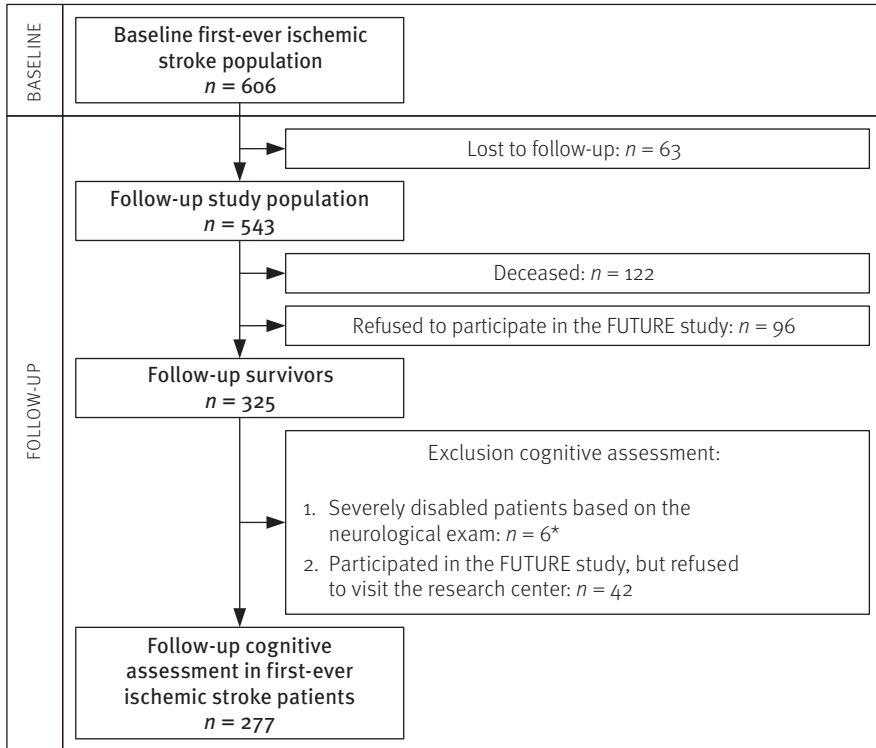 BASELINE
Baseline first-ever ischemic
stroke population
n = 606
FOLLOW-UP
Lost to follow-up: n = 63
Follow-up study population
n = 543
Deceased: n = 122
Refused to participate in the FUTURE study: n = 96
Follow-up survivors
n = 325
Exclusion cognitive assessment:
1. Severely disabled patients based on the
neurological exam: n = 6*
2. Participated in the FUTURE study, but refused
to visit the research center: n = 42
Follow-up cognitive
assessment in first-ever
ischemic stroke patients
n = 277